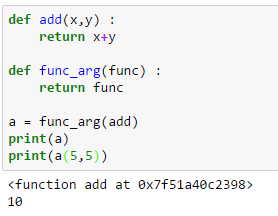 def add(x,y) :
    return x+y

def func_arg(func) :
    return func

a = func_arg(add)
print(a)
print(a(5,5))
<function add at 0x7f51a40c2398>
10